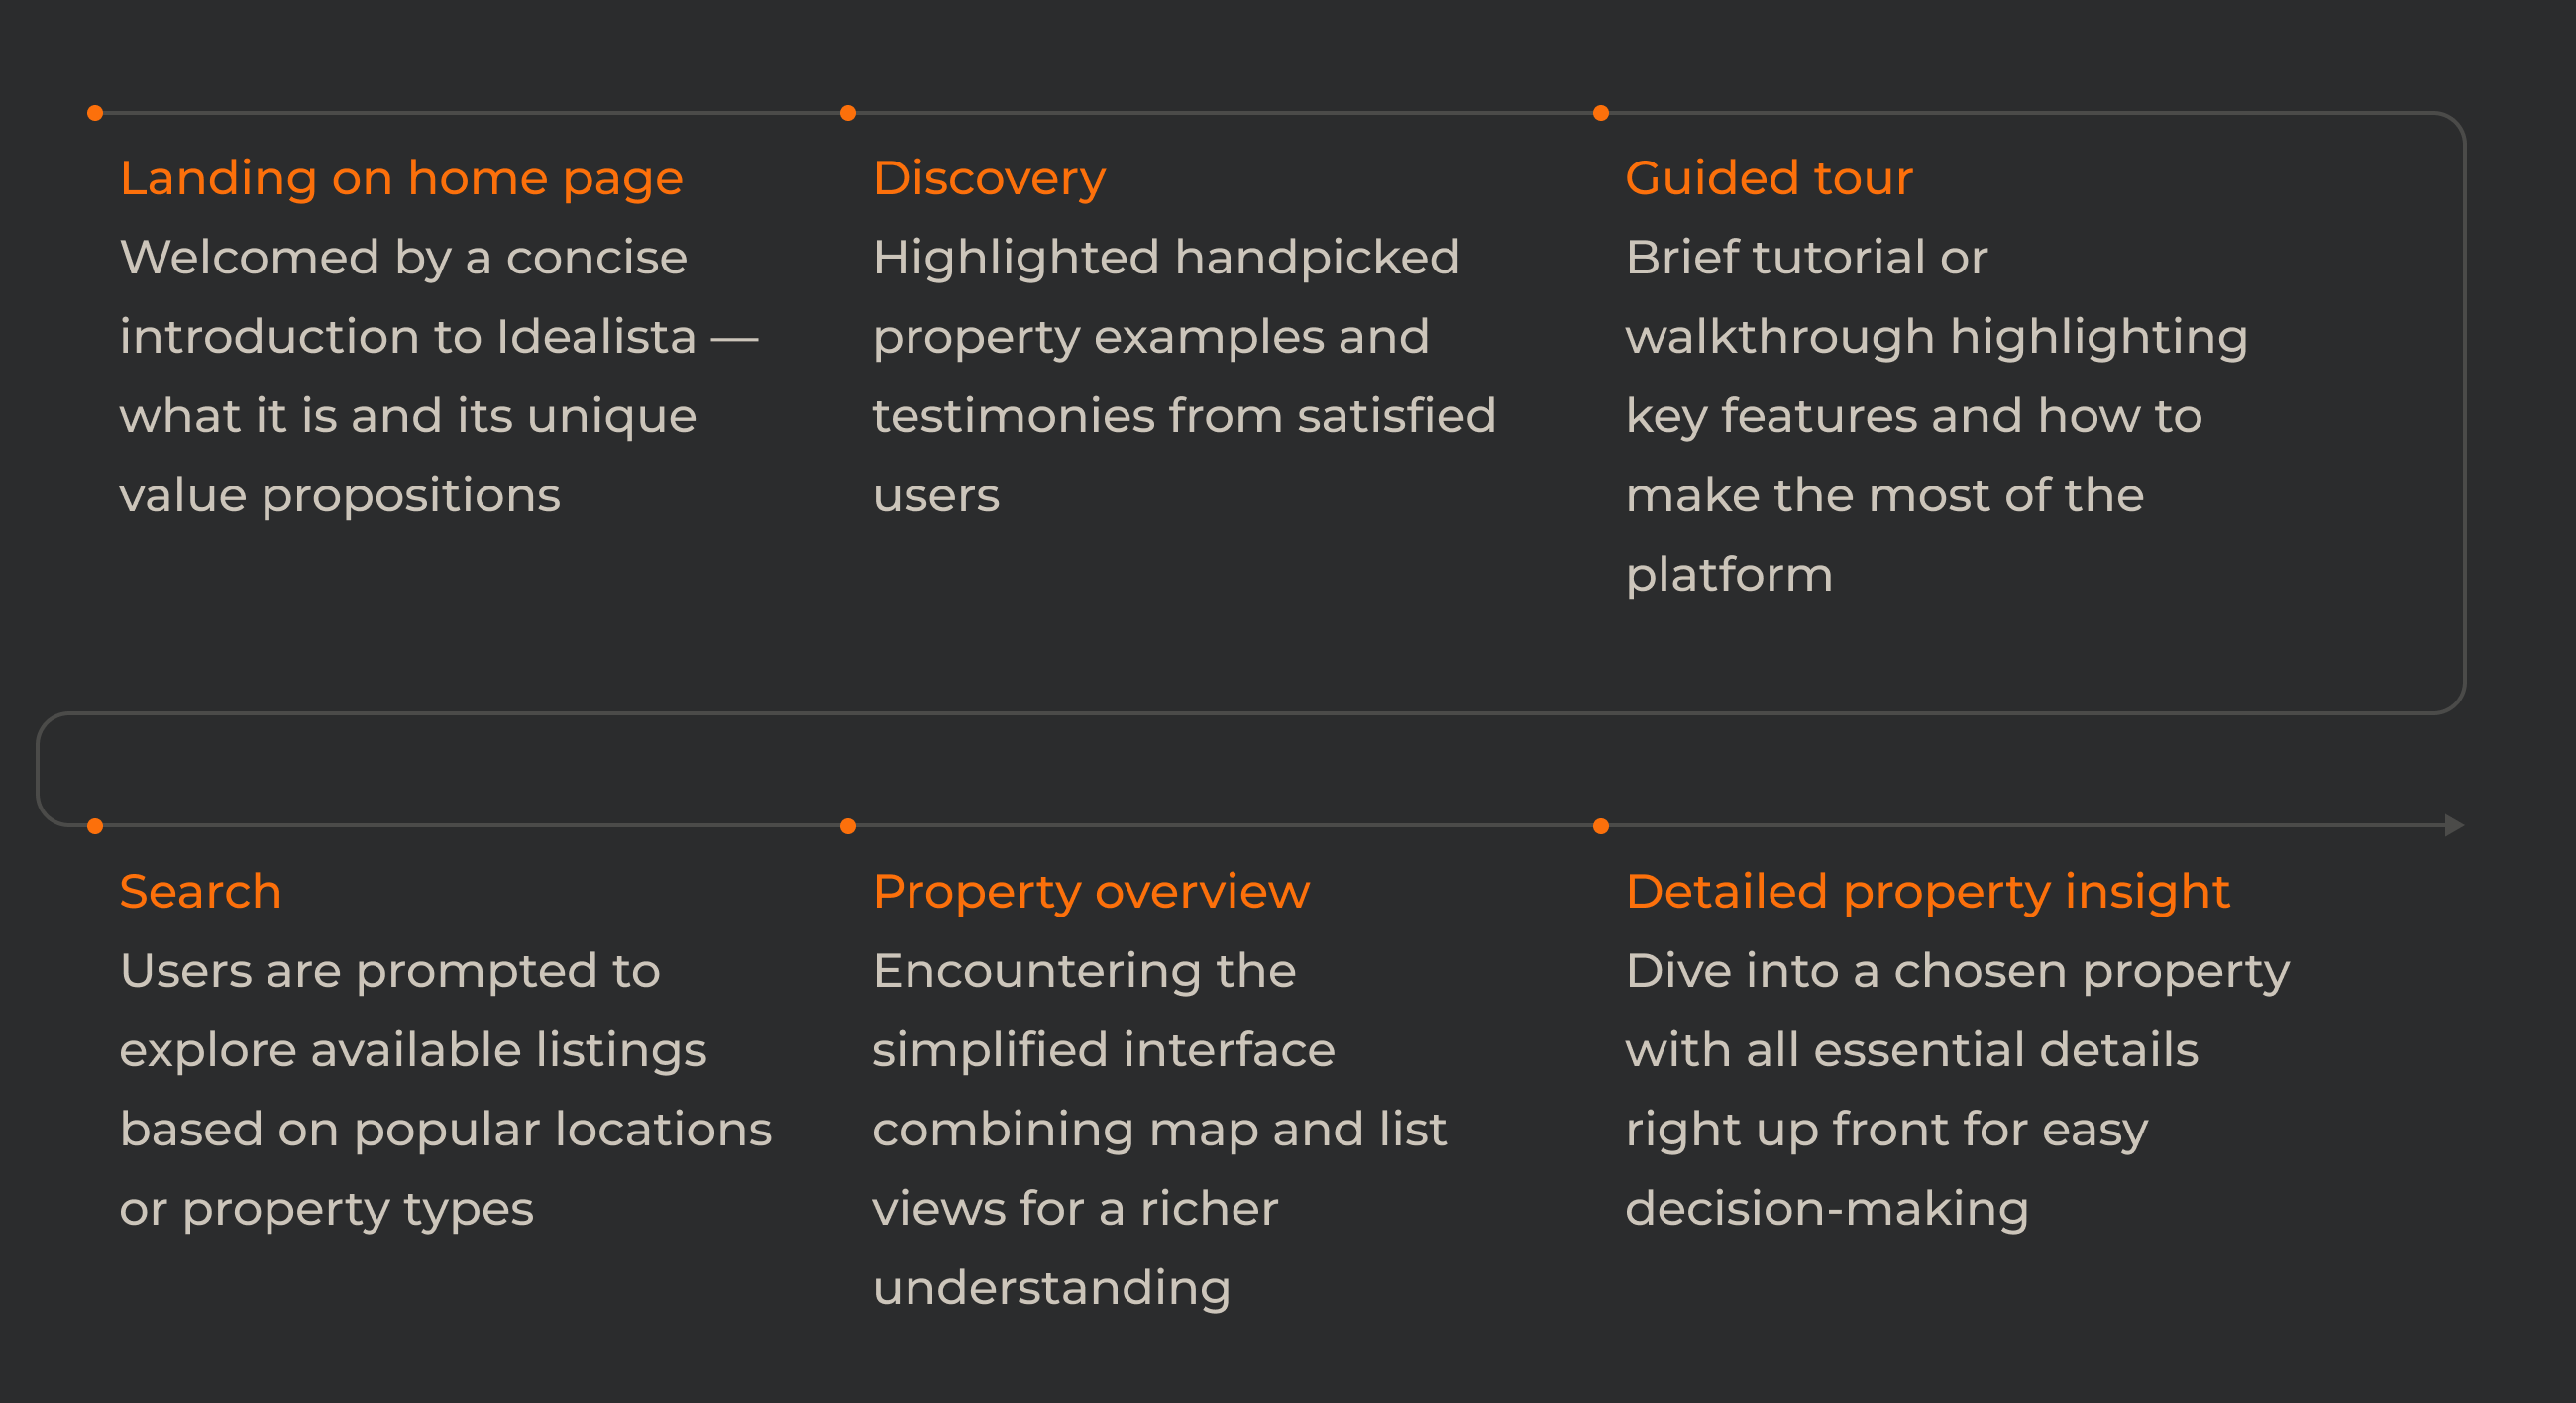 Landing on home page
Welcomed by a concise
introduction to Idealista —
what it is and its unique
value propositions
Discovery
Highlighted handpicked
property examples and
testimonies from satisfied
users
Guided tour
Brief tutorial or
walkthrough highlighting
key features and how to
make the most of the
platform
Search
Users are prompted to
explore available listings
based on popular locations
or property types
Property overview
Encountering the
simplified interface
combining map and list
views for a richer
understanding
Detailed property insight
Dive into a chosen property
with all essential details
right up front for easy
decision-making